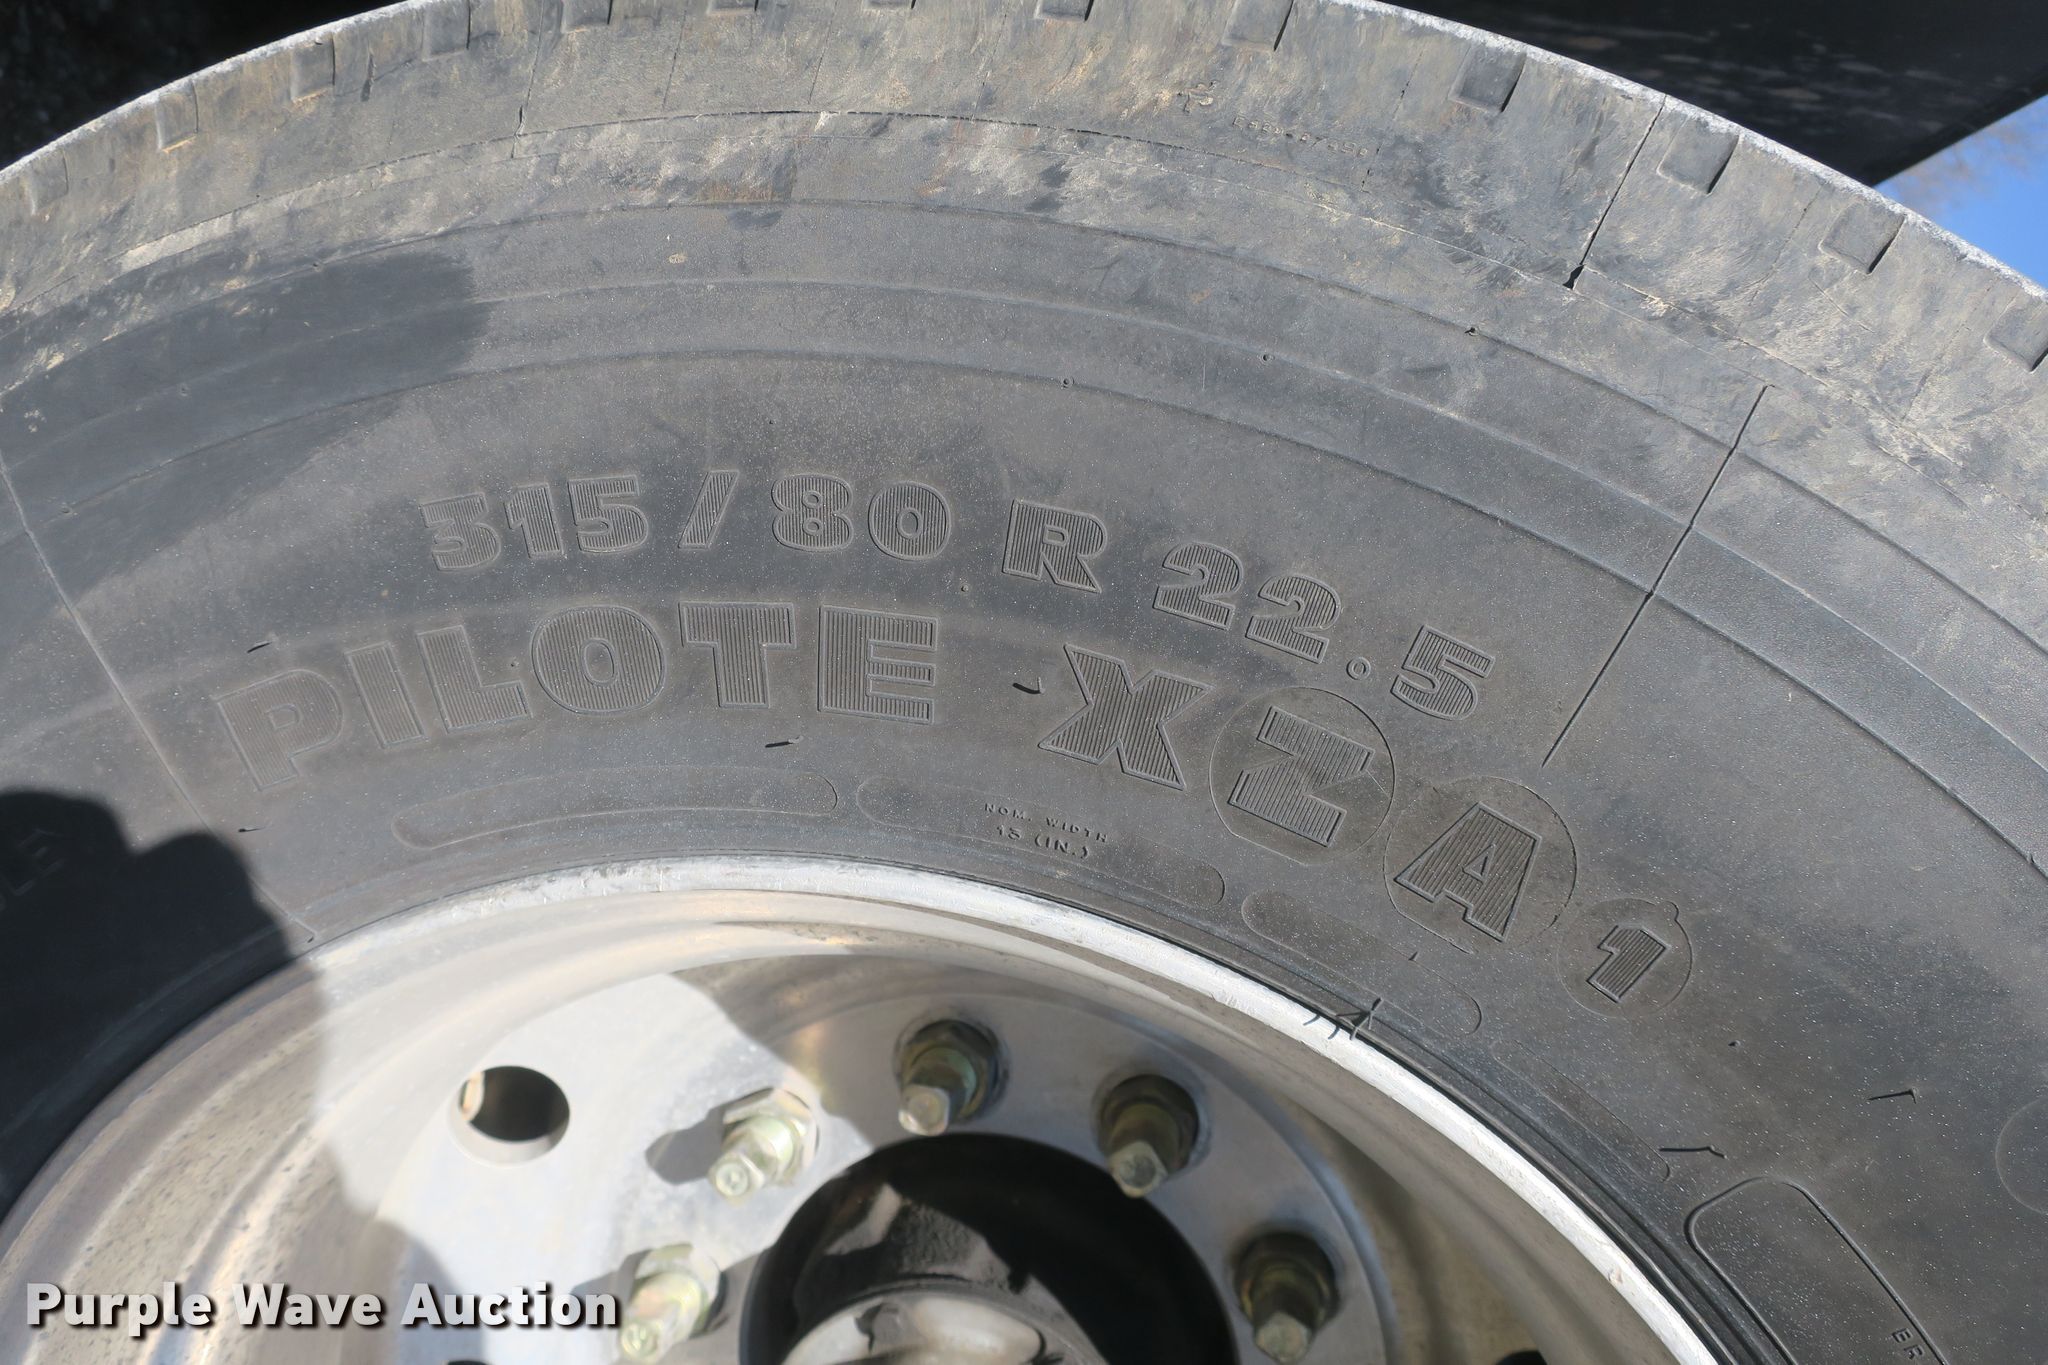 315/80 R 22.5
PILOTE XZA1
NOM. WIDTH
13 (IN.)
Purple Wave Auction